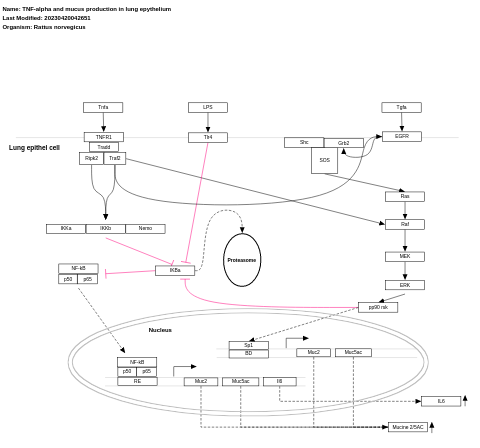 Name: TNF-alpha and mucus production in lung epythelium
Last Modified: 20230420042651
Organism: Rattus norvegicus
Tnfa
LPS
Tgfa
TNFR1
Tlr4
EGFR
Lung epithel cell
Tradd
Shc
Grb2
Ripk2
Traf2
SOS
Ras
IKKa
IKKb
Nemo
Raf
Proteasome
MEK
NF-kB
IKBa
p50
p65
ERK
pp90 rsk
Nucleus
Sp1
BD
Muc2
Muc5ac
NF-kB
p50
p65
RE
Muc2
Muc5ac
Il8
IL6
Mucine 2/5AC